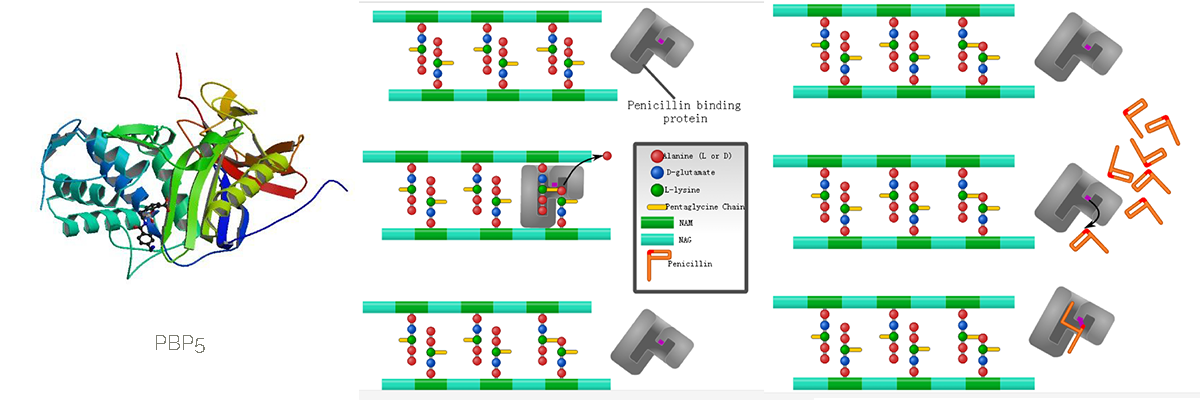 PBP5
Penicillin binding
protein
Alanine (L or D)
D-glutamate
L-lysine
Pentaglycine Chain
NAM
NAG
Penicillin